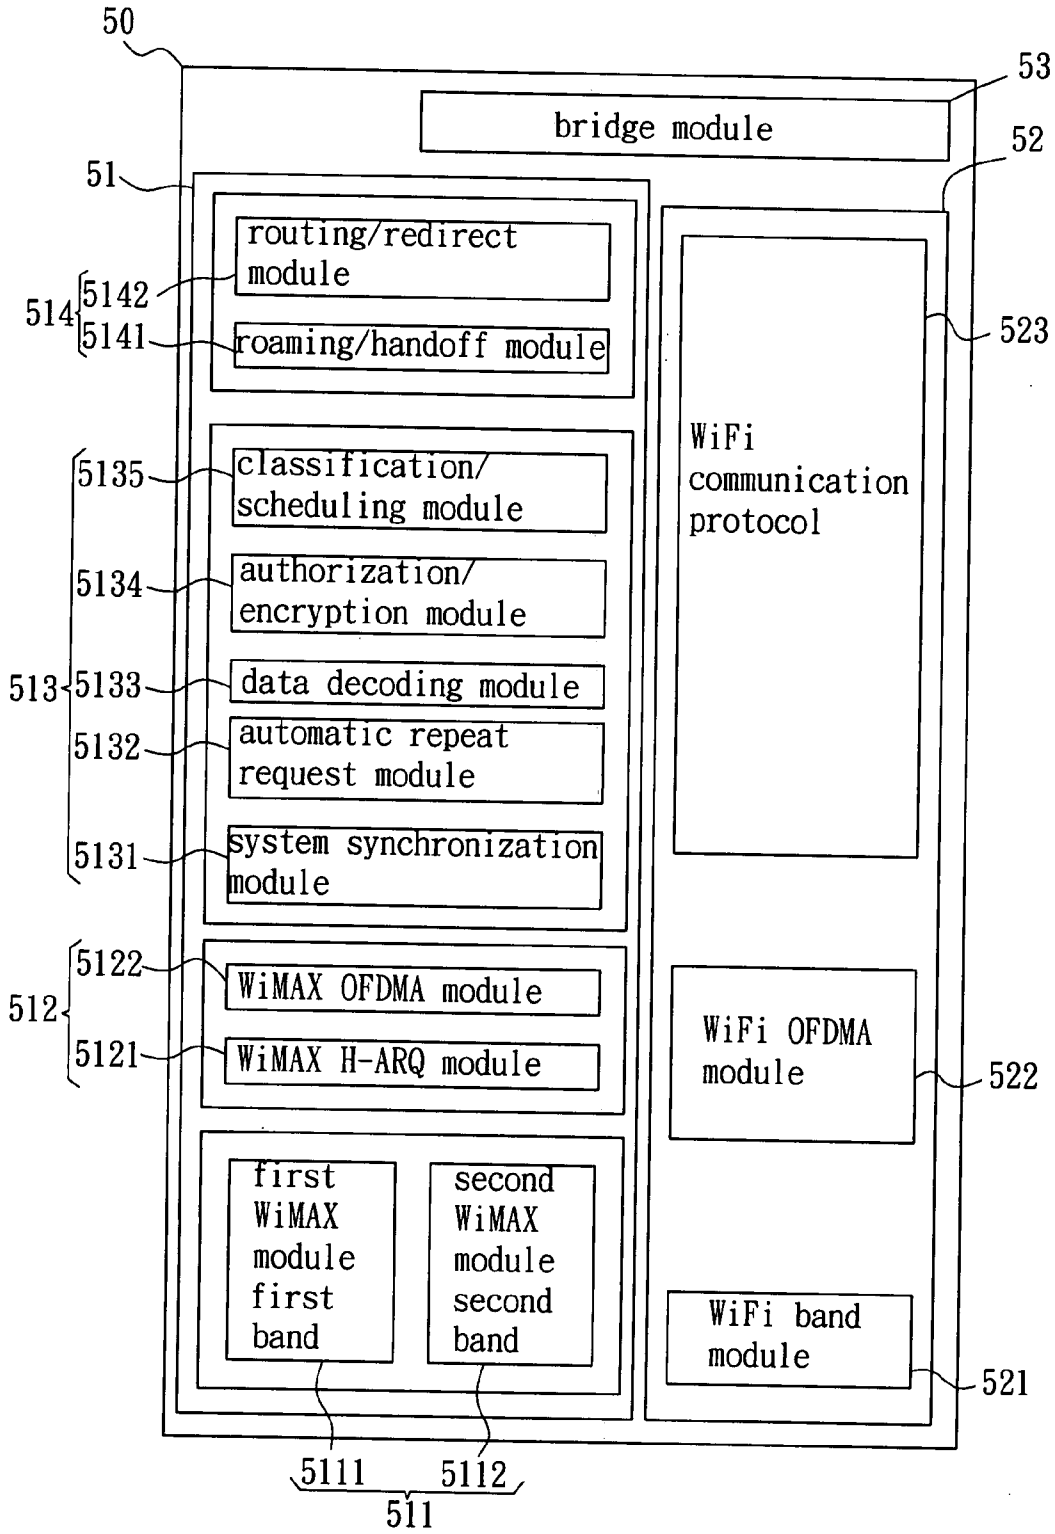 50
53
bridge module
52
51
routing/redirect
module
5142
514
5141
roaming/handoff module
523
WiFi
communication
protocol
5135
classification/
scheduling module
5134
authorization/
encryption module
513
5133
data decoding module
5132
automatic repeat
request module
5131
system synchronization
module
5122
WiMAX OFDMA module
512
5121
WiMAX H-ARQ module
WiFi OFDMA
module
522
first
WiMAX
module
first
band
second
WiMAX
module
second
band
WiFi band
module
521
5111
5112
511